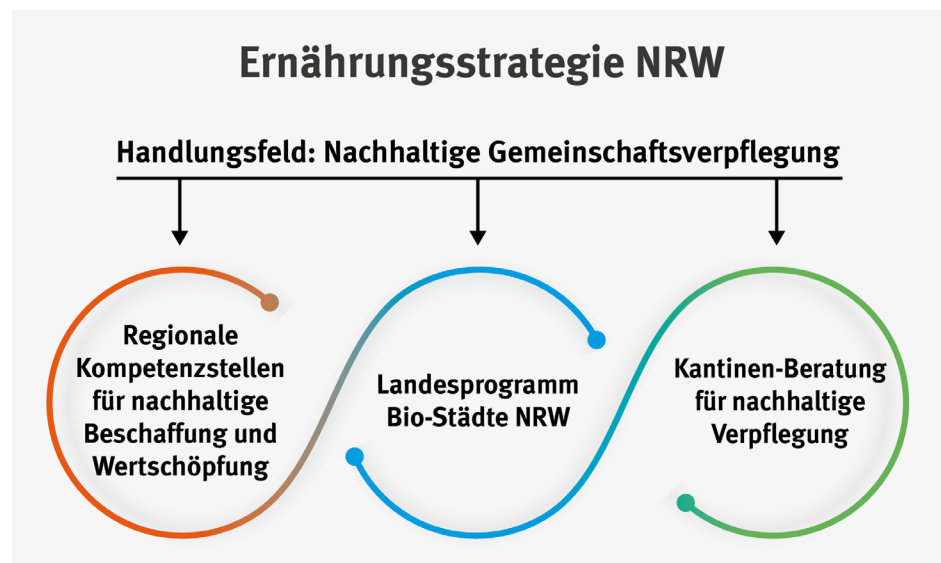 Ernährungsstrategie NRW
Handlungsfeld: Nachhaltige Gemeinschaftsverpflegung
Regionale
Kompetenzstellen
für nachhaltige
Beschaffung und
Wertschöpfung
Landesprogramm
Bio-Städte NRW
Kantinen-Beratung
für nachhaltige
Verpflegung